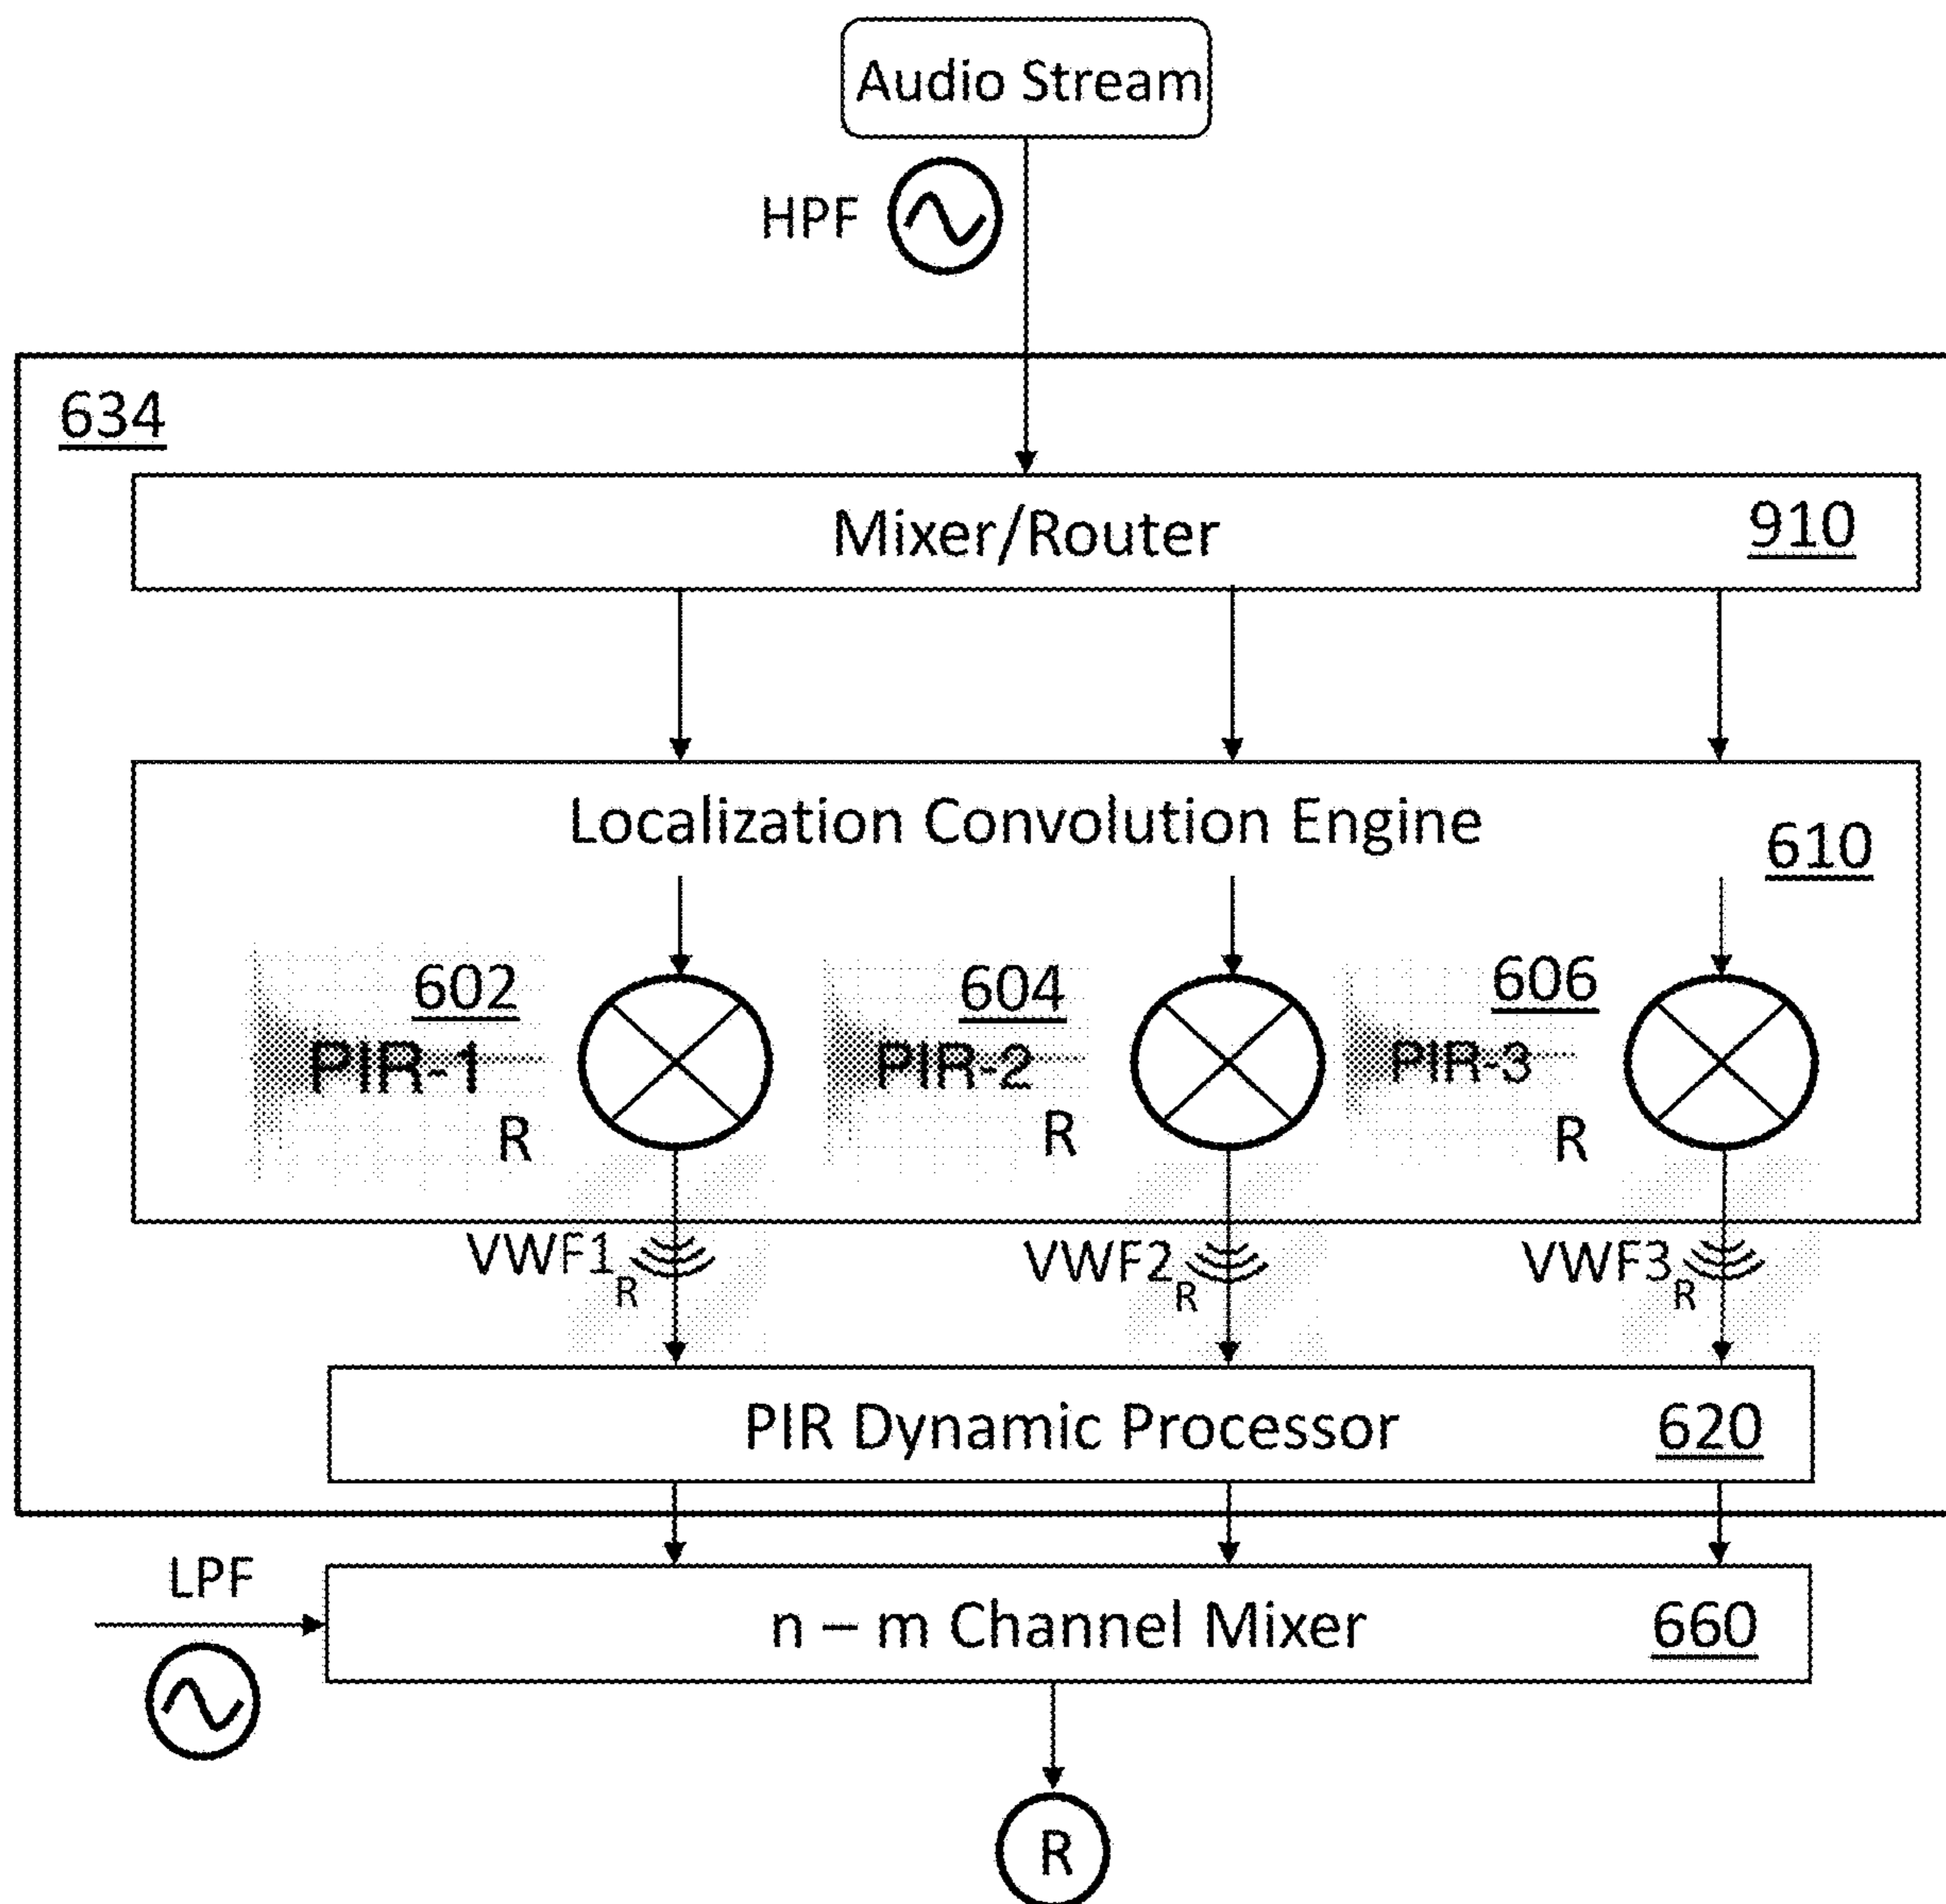 Audio Stream
HPF
634
Mixer/Router 910
Localization Convolution Engine
610
602 604 606
PIR-1 PIR-2 PIR-3
R R R
VWF1R VWF2R VWF3R
PIR Dynamic Processor 620
LPF
n – m Channel Mixer 660
R